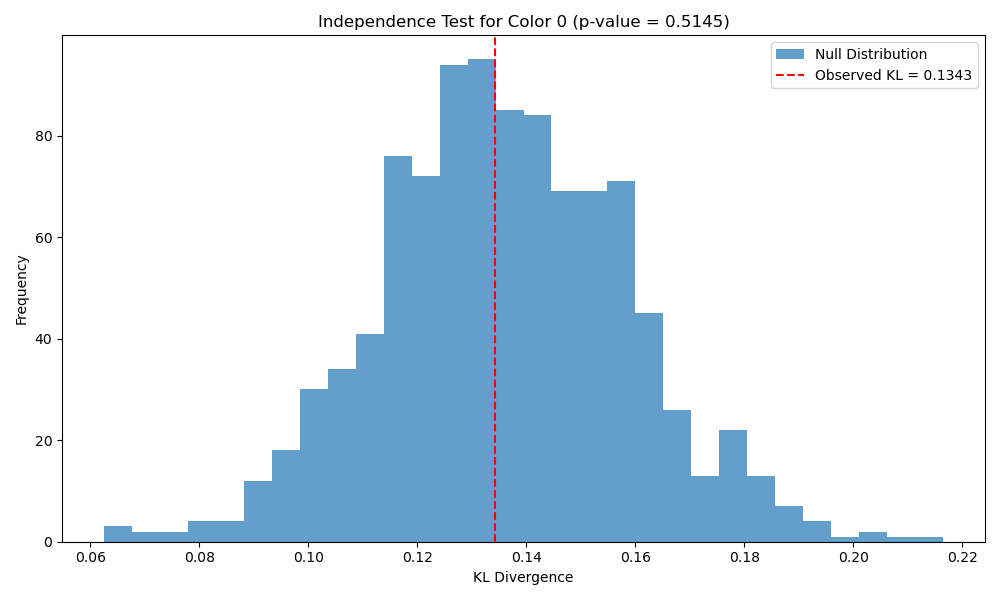 Independence Test for Color 0 (p-value = 0.5145)
Null Distribution
Observed KL = 0.1343
Frequency
80
60
40
20
0
0.06 0.08 0.10 0.12 0.14 0.16 0.18 0.20 0.22
KL Divergence